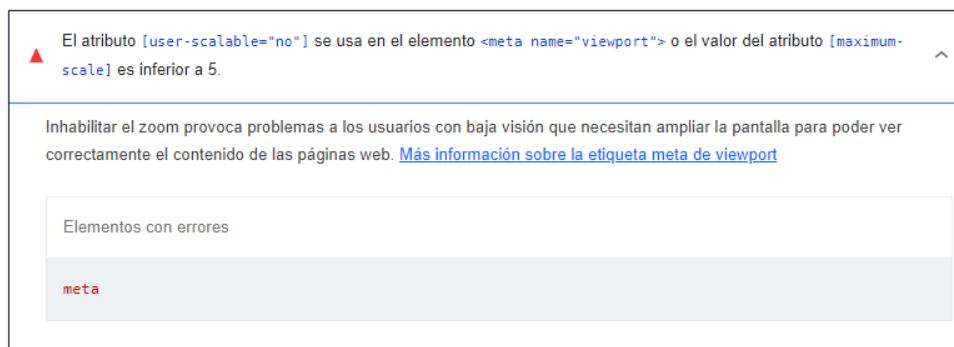 El atributo [user-scalable="no"] se usa en el elemento <meta name="viewport"> o el valor del atributo [maximum-
scale] es inferior a 5.
Inhabilitar el zoom provoca problemas a los usuarios con baja visión que necesitan ampliar la pantalla para poder ver
correctamente el contenido de las páginas web. Más información sobre la etiqueta meta de viewport
Elementos con errores
meta